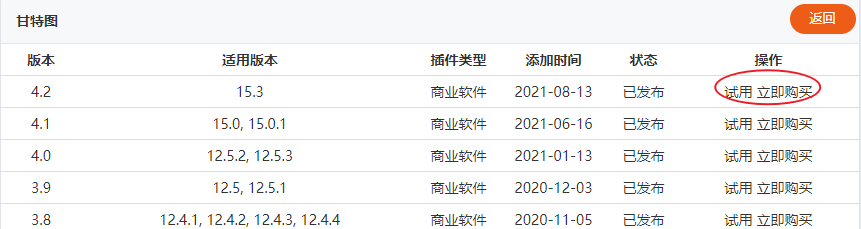 甘特图 返回
版本 适用版本 插件类型 添加时间 状态 操作
4.2 15.3 商业软件 2021-08-13 已发布 试用 立即购买
4.1 15.0, 15.0.1 商业软件 2021-06-16 已发布 试用 立即购买
4.0 12.5.2, 12.5.3 商业软件 2021-01-13 已发布 试用 立即购买
3.9 12.5, 12.5.1 商业软件 2020-12-03 已发布 试用 立即购买
3.8 12.4.1, 12.4.2, 12.4.3, 12.4.4 商业软件 2020-11-05 已发布 试用 立即购买